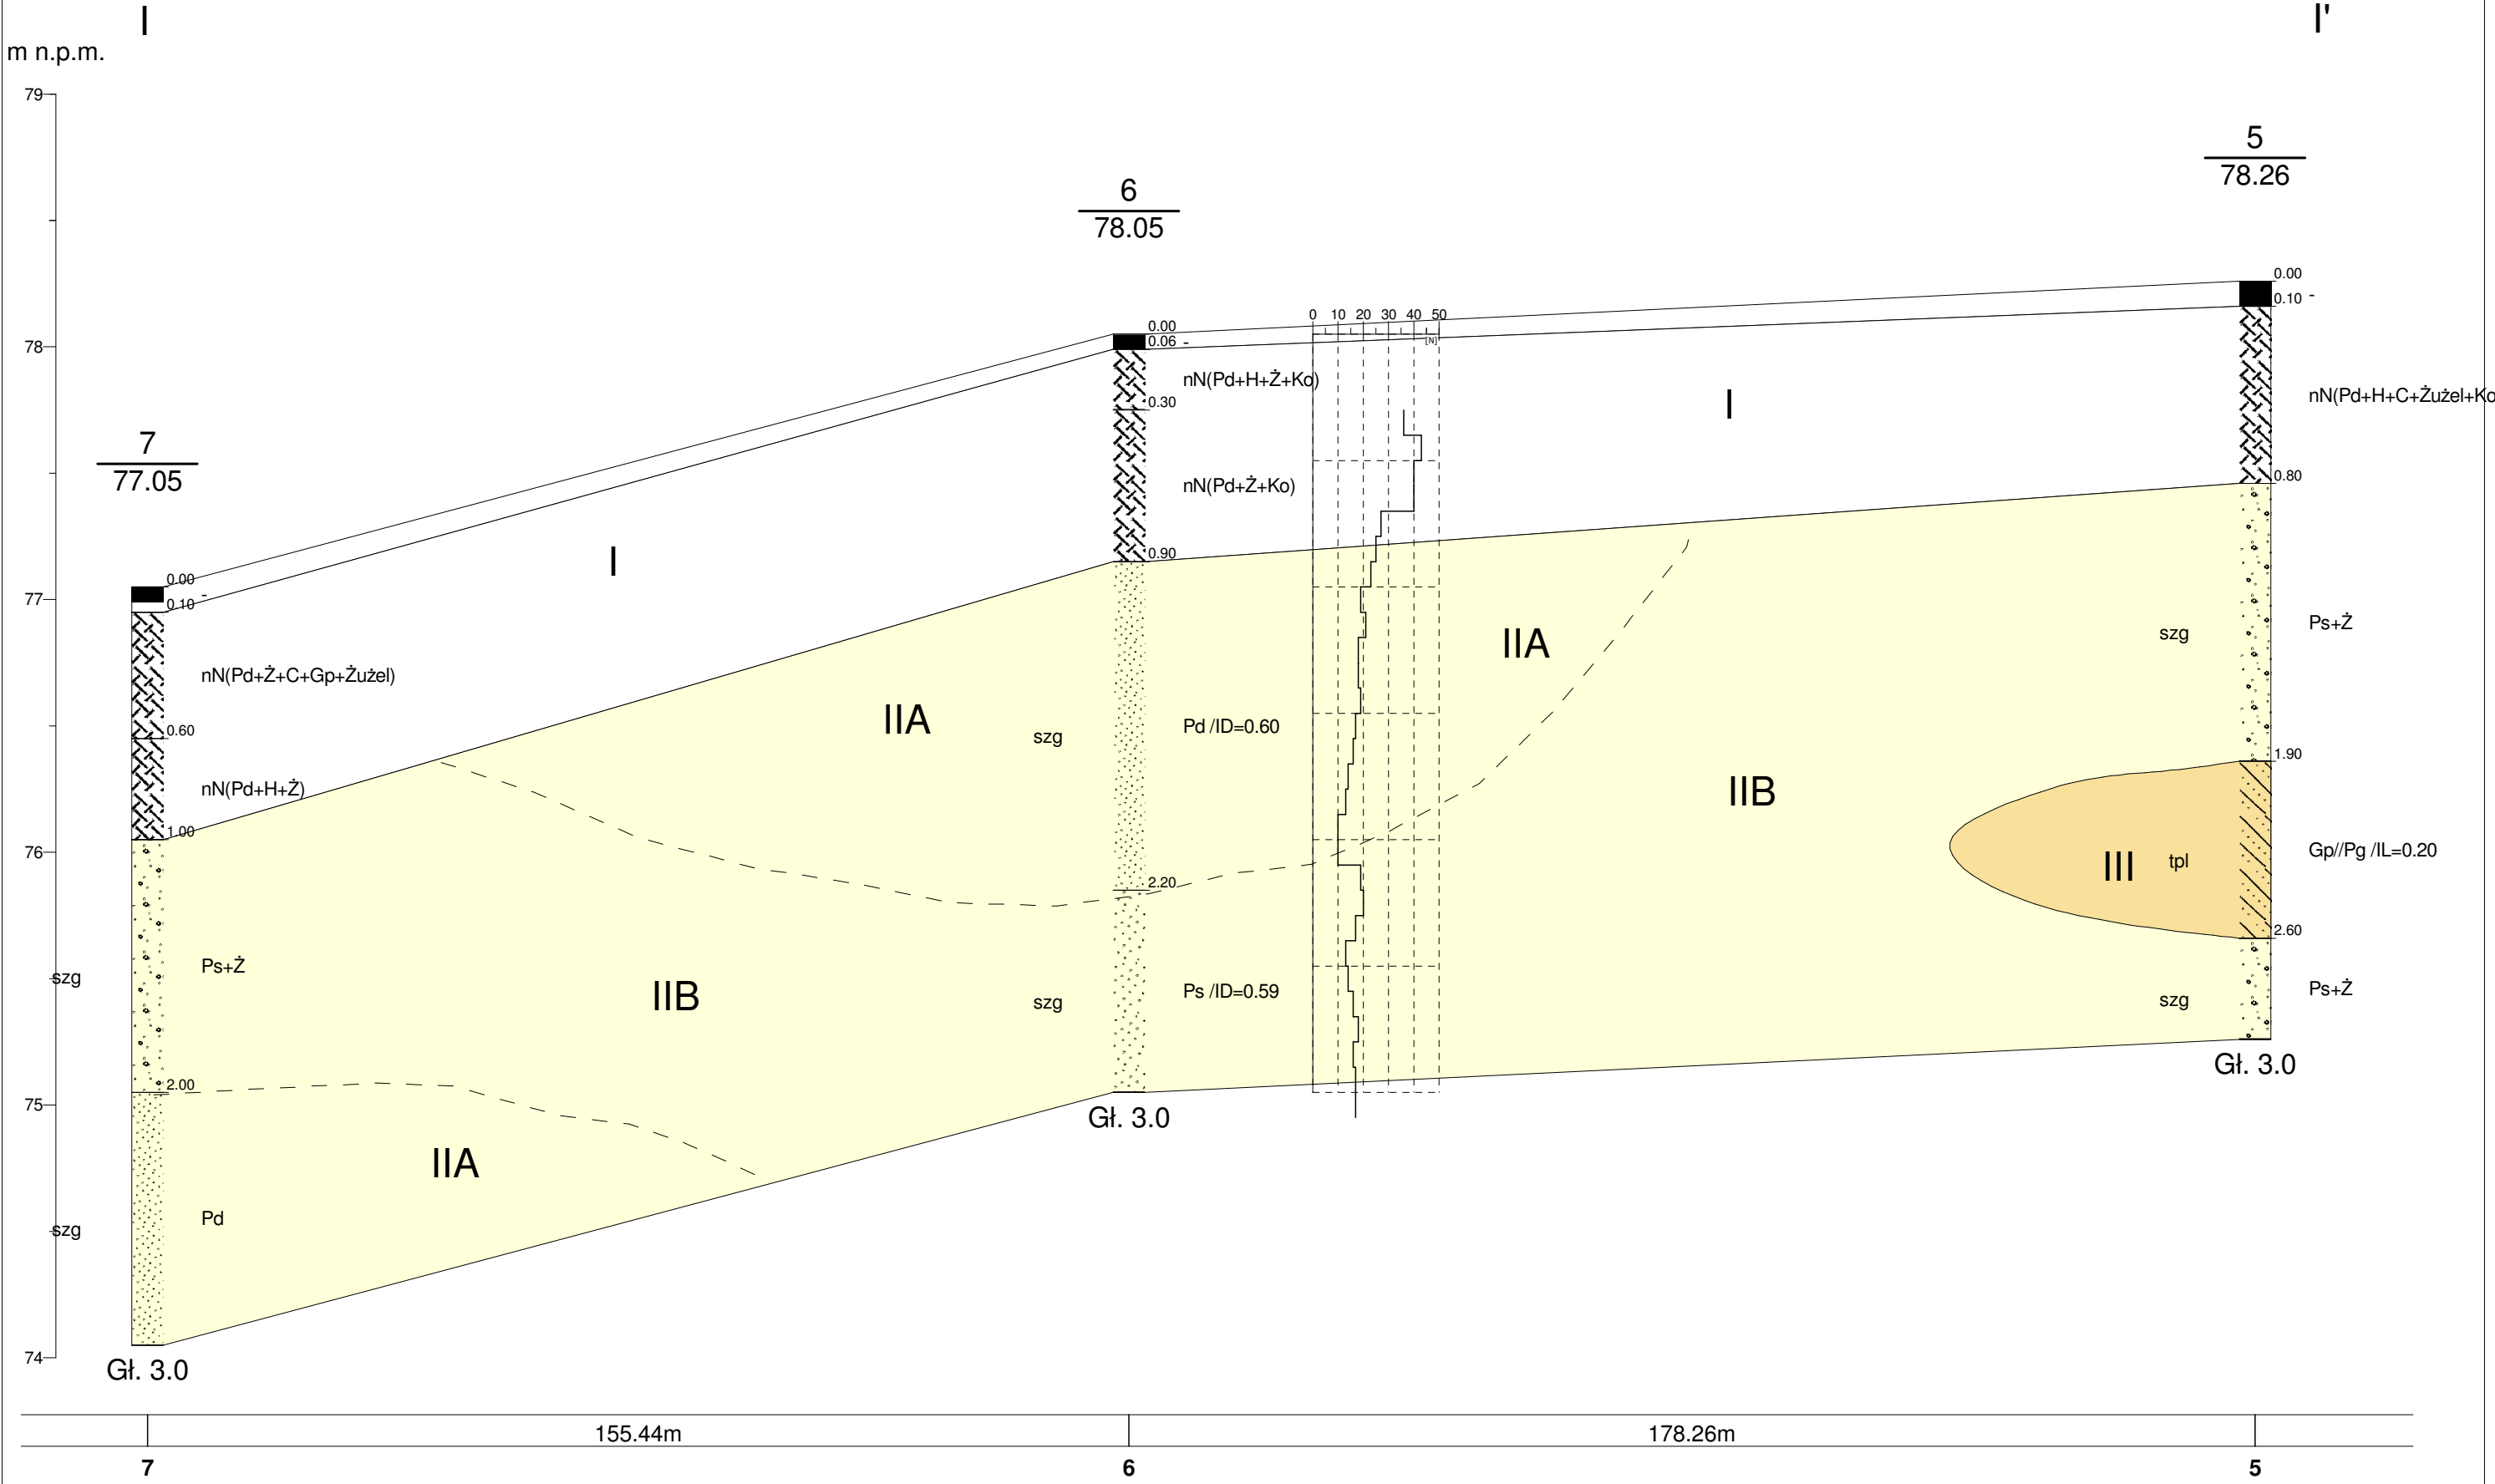 I I'
m n.p.m.
79
78
77
76
75
74
7
77.05
6
78.05
5
78.26
0.00
0.10 -
nN(Pd+Ż+C+Gp+Żużel)
0.60
nN(Pd+H+Ż)
1.00
szg
Ps+Ż
2.00
szg
Pd
Gł. 3.0
0.00
0.06 -
nN(Pd+H+Ż+Ko)
0.30
nN(Pd+Ż+Ko)
0.90
szg
Pd /ID=0.60
2.20
szg
Ps /ID=0.59
Gł. 3.0
0 10 20 30 40 50
[N]
0.00
0.10 -
nN(Pd+H+C+Żużel+Ko
0.80
szg
Ps+Ż
1.90
tpl
Gp//Pg /IL=0.20
2.60
szg
Ps+Ż
Gł. 3.0
I
I
IIA
IIA
IIB
IIB
III
IIA
155.44m
178.26m
7
6
5